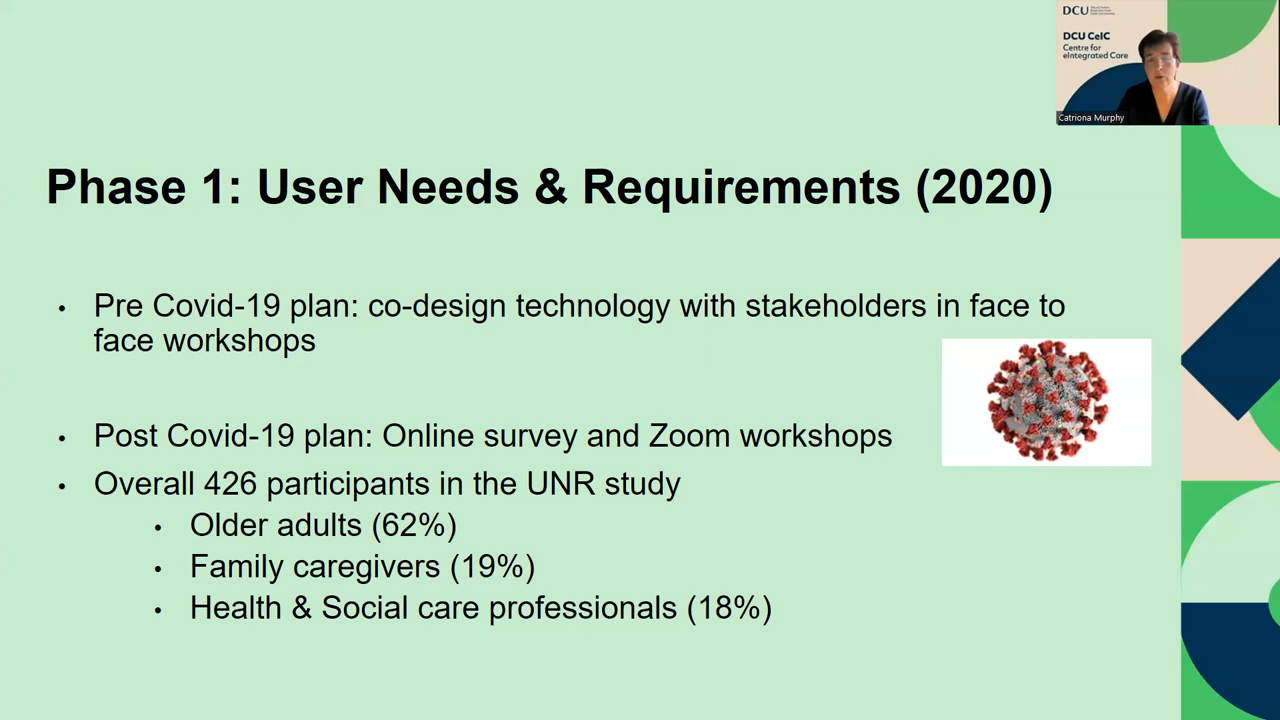 DCU
DCU CeIC
Centre for
eIntegrated Care
Catriona Murphy
Phase 1: User Needs & Requirements (2020)
• Pre Covid-19 plan: co-design technology with stakeholders in face to
face workshops
• Post Covid-19 plan: Online survey and Zoom workshops
• Overall 426 participants in the UNR study
• Older adults (62%)
• Family caregivers (19%)
• Health & Social care professionals (18%)